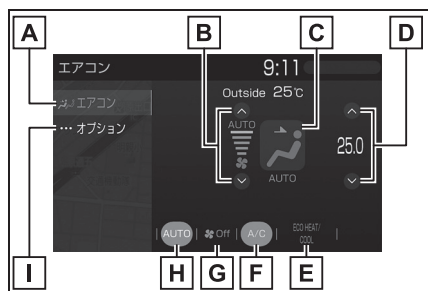 A
B
C
D
エアコン
9:11
Outside 25℃
エアコン
AUTO
オプション
25.0
AUTO
AUTO
Off
A/C
ECO HEAT/
COOL
I
H
G
F
E